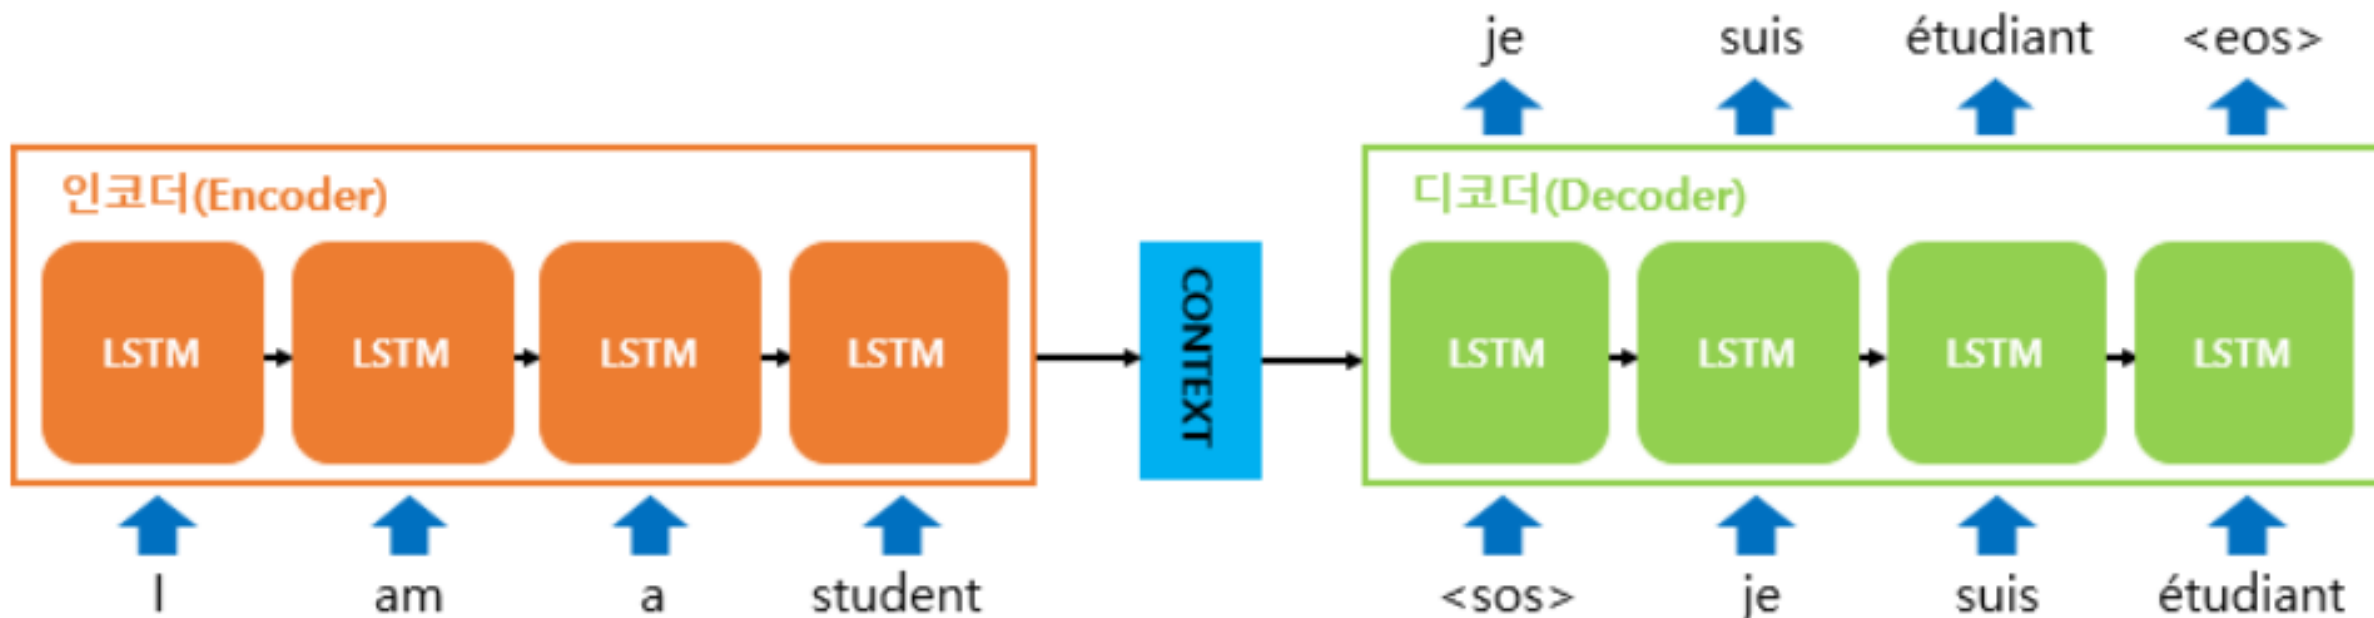 je suis étudiant <eos>
인코더(Encoder)
디코더(Decoder)
LSTM LSTM LSTM LSTM
CONTEXT
LSTM LSTM LSTM LSTM
I am a student
<sos> je suis étudiant